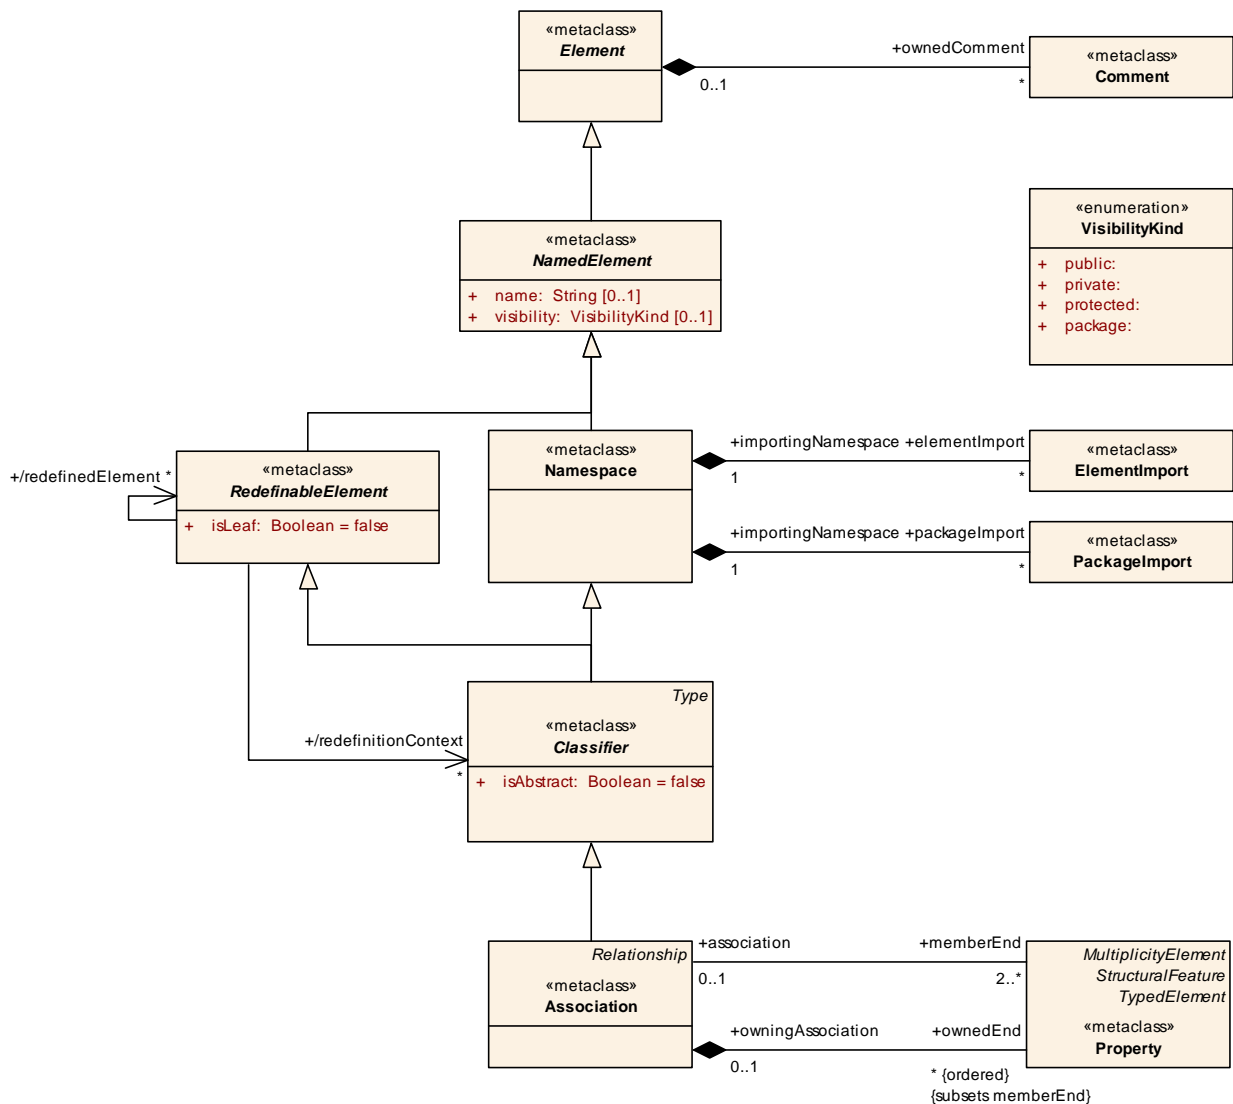 «metaclass»
Element
+ownedComment
0..1
*
«metaclass»
Comment
«metaclass»
NamedElement
+ name: String [0..1]
+ visibility: VisibilityKind [0..1]
«enumeration»
VisibilityKind
+ public:
+ private:
+ protected:
+ package:
+/redefinedElement *
«metaclass»
RedefinableElement
+ isLeaf: Boolean = false
«metaclass»
Namespace
+importingNamespace +elementImport
1
*
«metaclass»
ElementImport
+importingNamespace +packageImport
1
*
«metaclass»
PackageImport
+/redefinitionContext
*
Type
«metaclass»
Classifier
+ isAbstract: Boolean = false
Relationship
«metaclass»
Association
+association
+memberEnd
0..1
2..*
+owningAssociation
+ownedEnd
0..1
* {ordered}
{subsets memberEnd}
MultiplicityElement
StructuralFeature
TypedElement
«metaclass»
Property